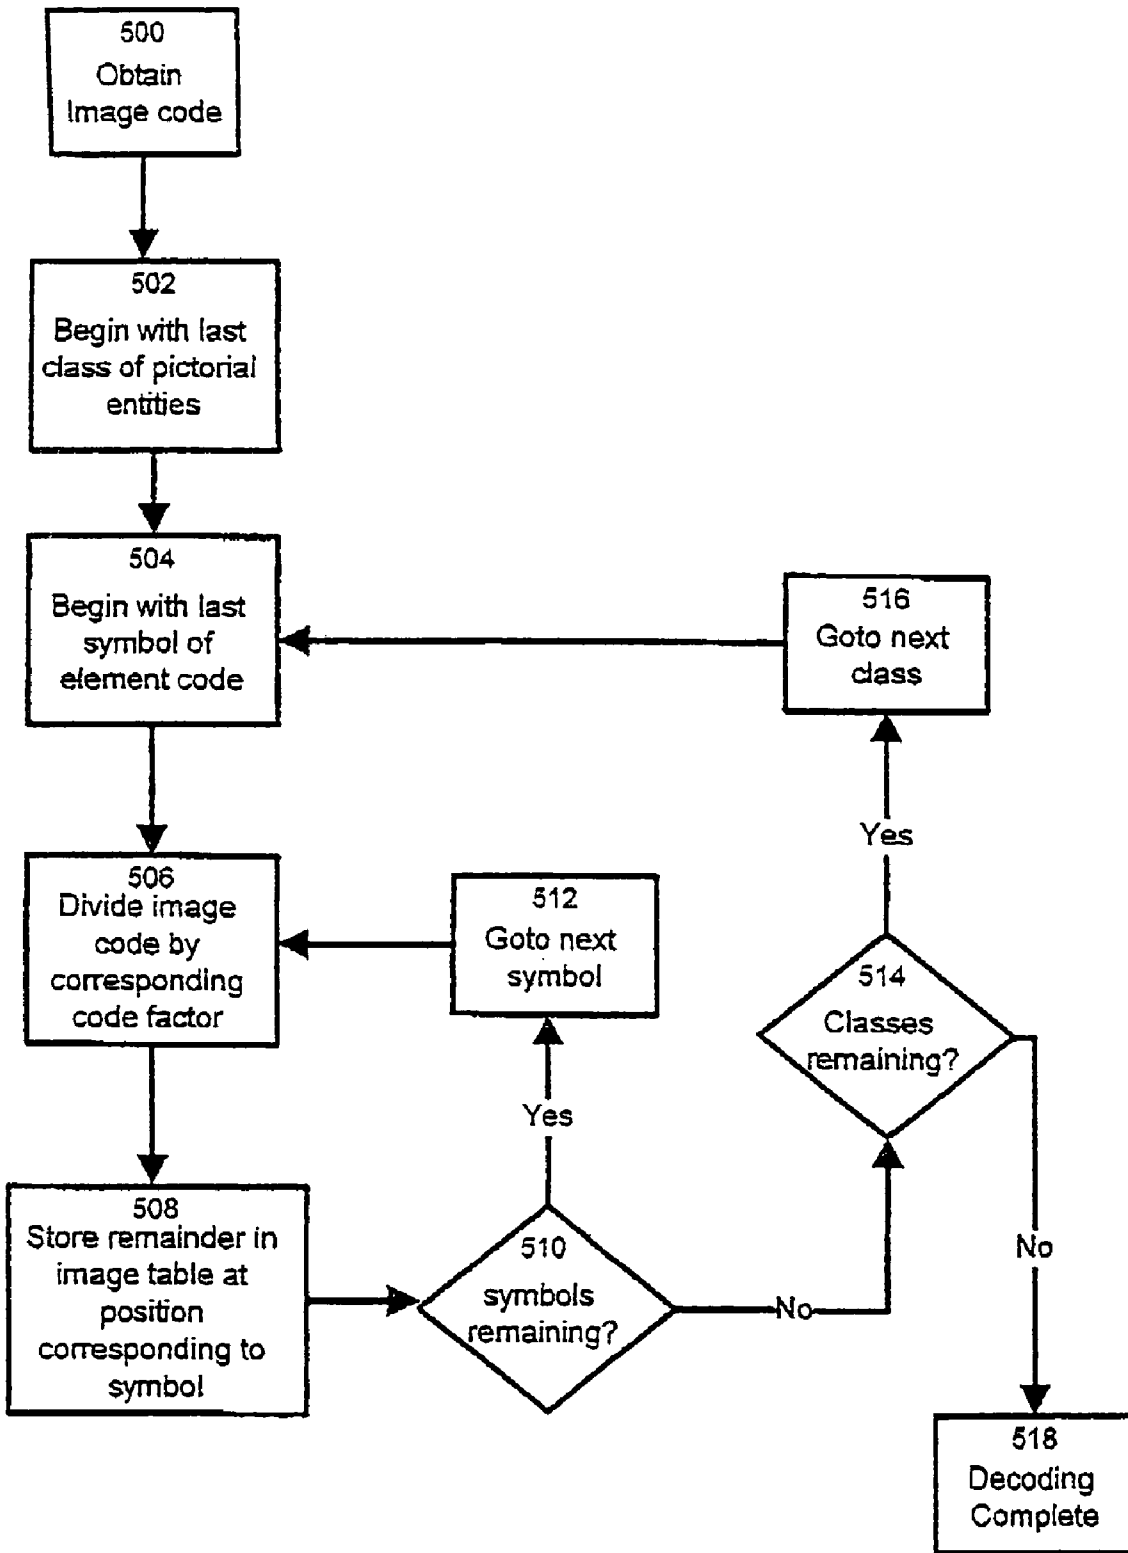 500
Obtain
Image code
502
Begin with last
class of pictorial
entities
504
Begin with last
symbol of
element code
516
Goto next
class
Yes
506
Divide image
code by
corresponding
code factor
512
Goto next
symbol
514
Classes
remaining?
Yes
508
Store remainder in
image table at
position
corresponding to
symbol
510
symbols
remaining?
No
No
518
Decoding
Complete